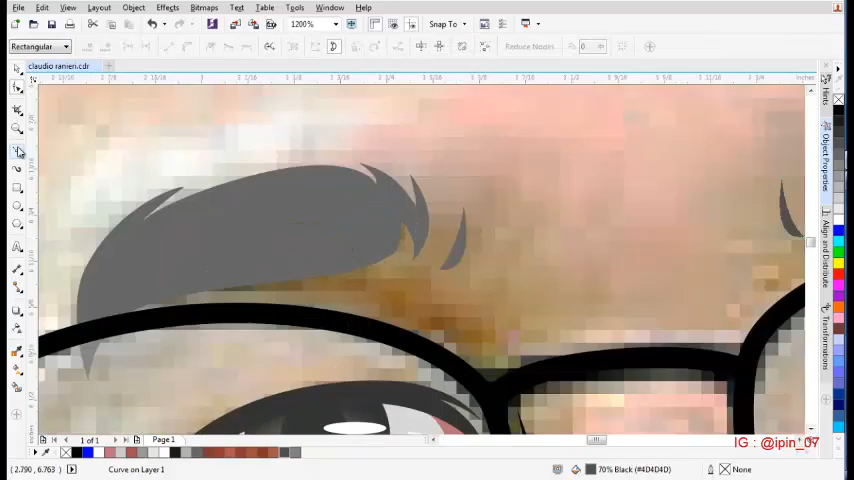 File Edit View Layout Object Effects Bitmaps Text Table Tools Window Help
1200% Snap To
Rectangular Reduce Nodes 0
claudio ranieri.cdr
inches
Hints
Object Properties
Align and Distribute
Transformations
1 of 1 Page 1
IG : @ipin_07
(2.790, 6.763) Curve on Layer 1 70% Black (#4D4D4D) None